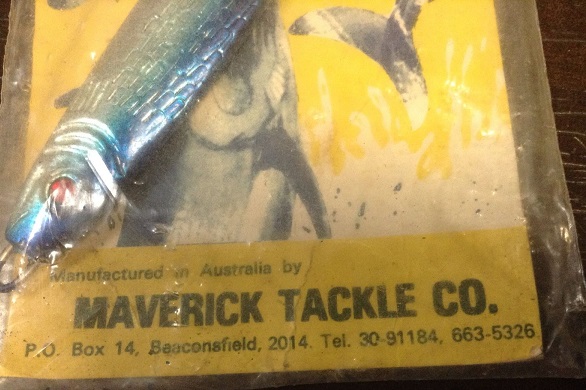 Manufactured in Australia by
MAVERICK TACKLE CO.
P.O. Box 14, Beaconsfield, 2014. Tel. 30-91184, 663-5326